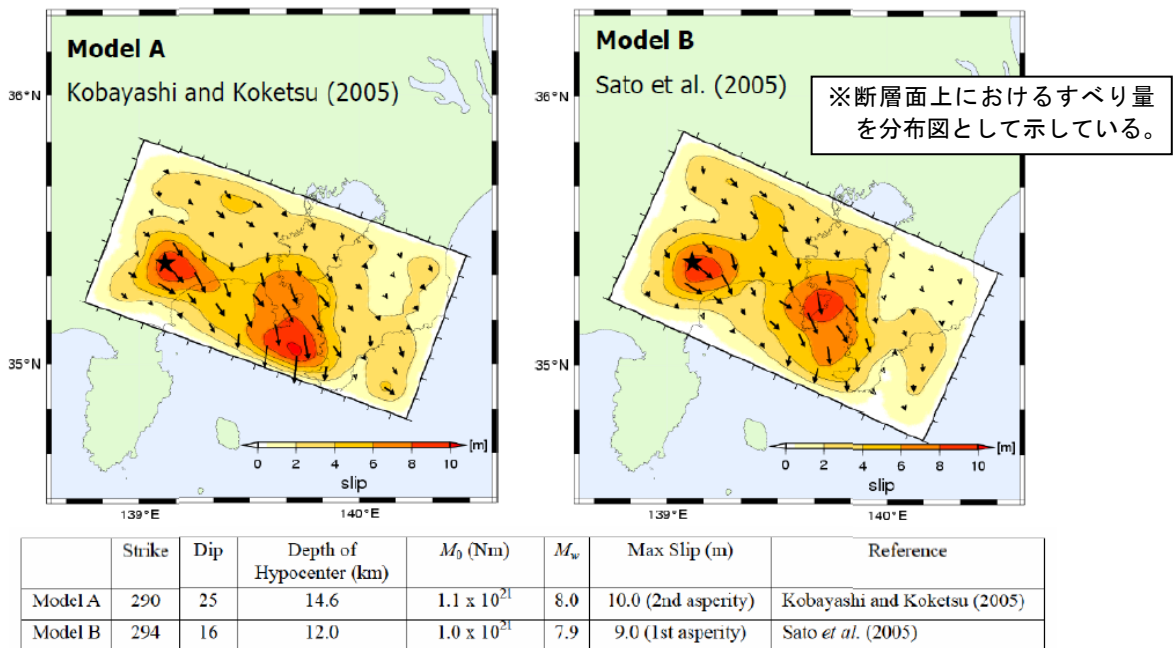 Model A
Kobayashi and Koketsu (2005)
36°N
35°N
[m]
0 2 4 6 8 10
slip
139°E 140°E
Model B
Sato et al. (2005)
※断層面上におけるすべり量
を分布図として示している。
36°N
35°N
[m]
0 2 4 6 8 10
slip
139°E 140°E
Strike Dip Depth of Hypocenter (km) M0 (Nm) Mw Max Slip (m) Reference
Model A 290 25 14.6 1.1 x 10^21 8.0 10.0 (2nd asperity) Kobayashi and Koketsu (2005)
Model B 294 16 12.0 1.0 x 10^21 7.9 9.0 (1st asperity) Sato et al. (2005)